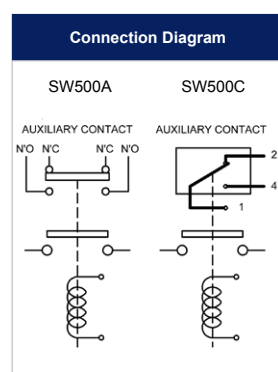 Connection Diagram
SW500A SW500C
AUXILIARY CONTACT AUXILIARY CONTACT
N'O N'C N'C N'O
2
4
1